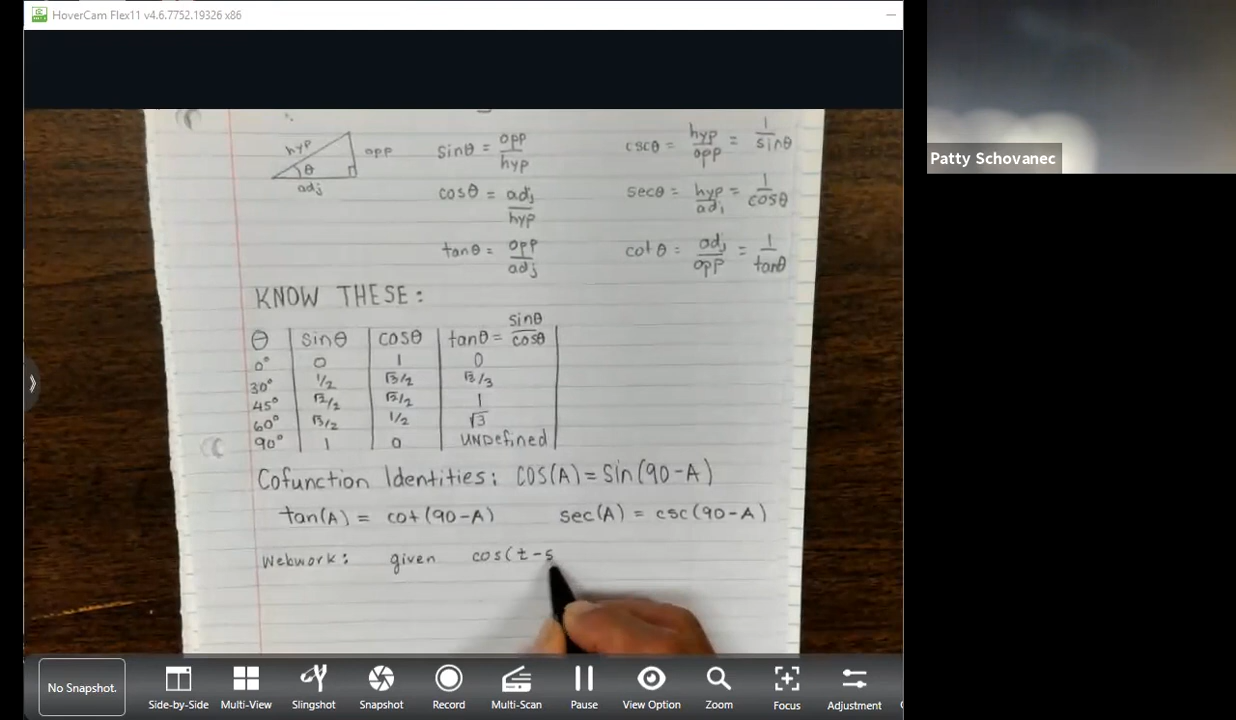 HoverCam Flex11 v4.6.7752.19326 x86
Patty Schovanec
hyp opp
θ
adj
sinθ = opp/hyp
cscθ = hyp/opp = 1/sinθ
cosθ = adj/hyp
secθ = hyp/adj = 1/cosθ
tanθ = opp/adj
cotθ = adj/opp = 1/tanθ
KNOW THESE:
θ sinθ cosθ tanθ = sinθ/cosθ
0° 0 1 0
30° 1/2 √3/2 √3/3
45° √2/2 √2/2 1
60° √3/2 1/2 √3
90° 1 0 UNDefined
Cofunction Identities: COS(A) = Sin(90-A)
tan(A) = cot(90-A) sec(A) = csc(90-A)
Webwork: given cos(t-5
No Snapshot.
Side-by-Side
Multi-View
Slingshot
Snapshot
Record
Multi-Scan
Pause
View Option
Zoom
Focus
Adjustment